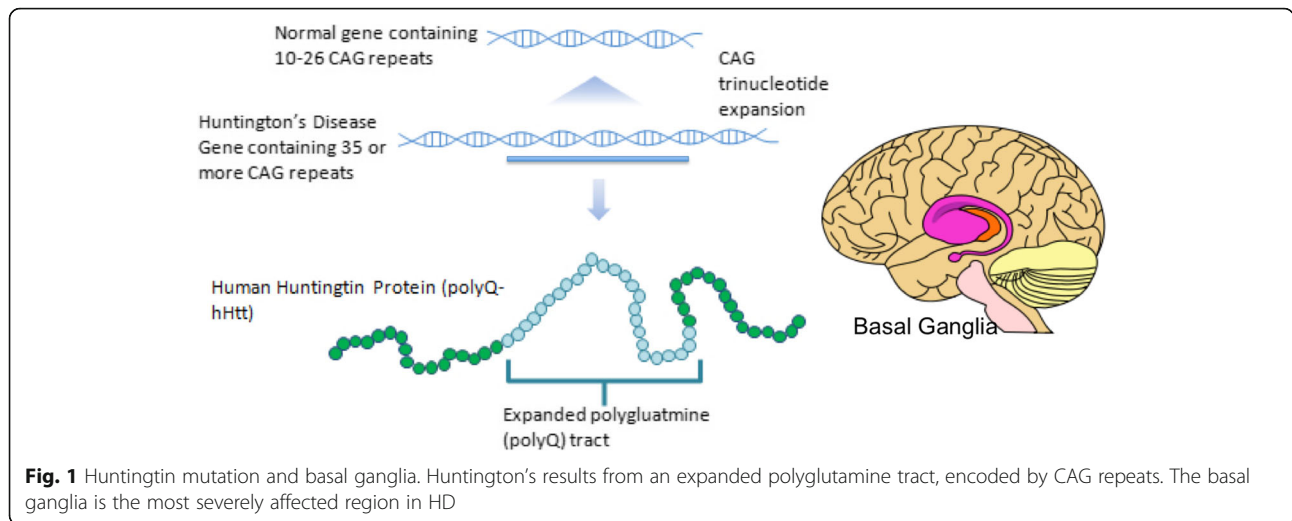 Normal gene containing
10-26 CAG repeats
CAG
trinucleotide
expansion
Huntington's Disease
Gene containing 35 or
more CAG repeats
Human Huntingtin Protein (polyQ-
hHtt)
Basal Ganglia
Expanded polygluatmine
(polyQ) tract
Fig. 1 Huntingtin mutation and basal ganglia. Huntington's results from an expanded polyglutamine tract, encoded by CAG repeats. The basal
ganglia is the most severely affected region in HD